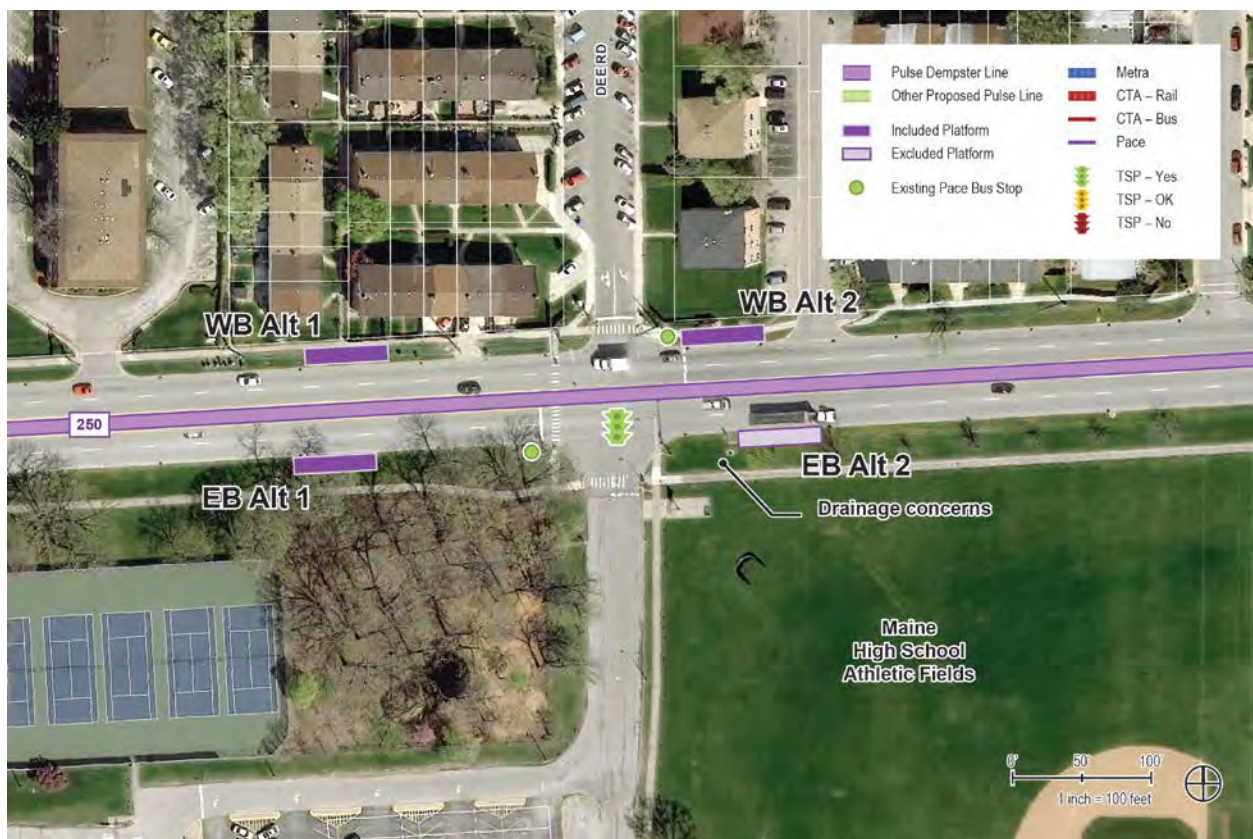 DEE RD
Pulse Dempster Line
Other Proposed Pulse Line
Included Platform
Excluded Platform
Existing Pace Bus Stop
Metra
CTA – Rail
CTA – Bus
Pace
TSP – Yes
TSP – OK
TSP – No
WB Alt 1
WB Alt 2
250
EB Alt 1
EB Alt 2
Drainage concerns
Maine
High School
Athletic Fields
0' 50' 100'
1 inch = 100 feet